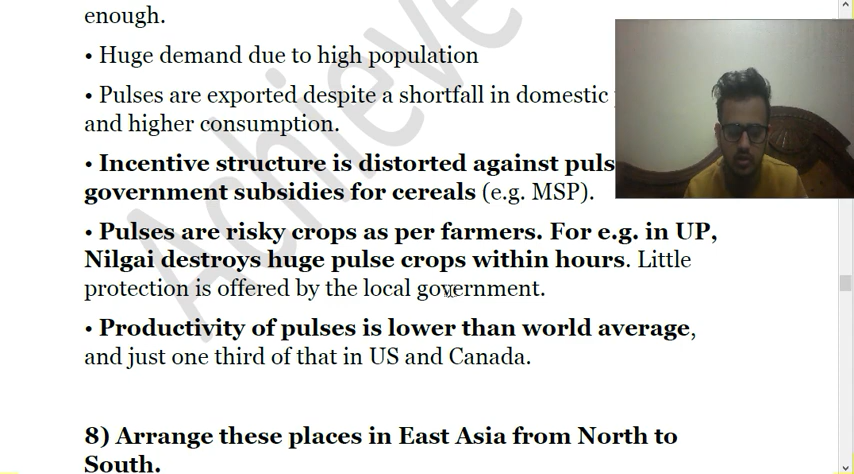 enough.
• Huge demand due to high population
• Pulses are exported despite a shortfall in domestic
and higher consumption.
• Incentive structure is distorted against puls
government subsidies for cereals (e.g. MSP).
• Pulses are risky crops as per farmers. For e.g. in UP,
Nilgai destroys huge pulse crops within hours. Little
protection is offered by the local government.
• Productivity of pulses is lower than world average,
and just one third of that in US and Canada.
8) Arrange these places in East Asia from North to
South.
Achieve